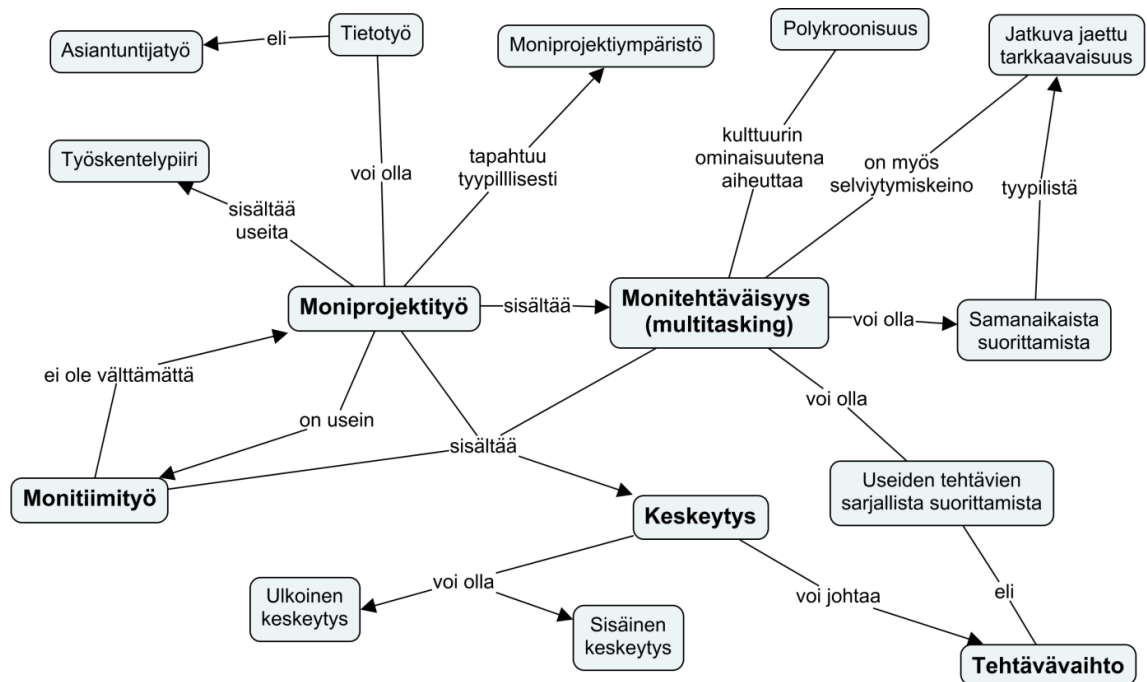 Asiantuntijatyö
eli
Tietotyö
Moniprojektiympäristö
Polykroonisuus
Jatkuva jaettu
tarkkaavaisuus
Työskentelypiiri
sisältää
useita
voi olla
tapahtuu
tyypilllisesti
kulttuurin
ominaisuutena
aiheuttaa
on myös
selviytymiskeino
tyypilistä
Moniprojektityö
sisältää
Monitehtäväisyys
(multitasking)
voi olla
Samanaikaista
suorittamista
ei ole välttämättä
on usein
sisältää
voi olla
Monitiimityö
Useiden tehtävien
sarjallista suorittamista
Keskeytys
voi olla
voi johtaa
eli
Ulkoinen
keskeytys
Sisäinen
keskeytys
Tehtävävaihto